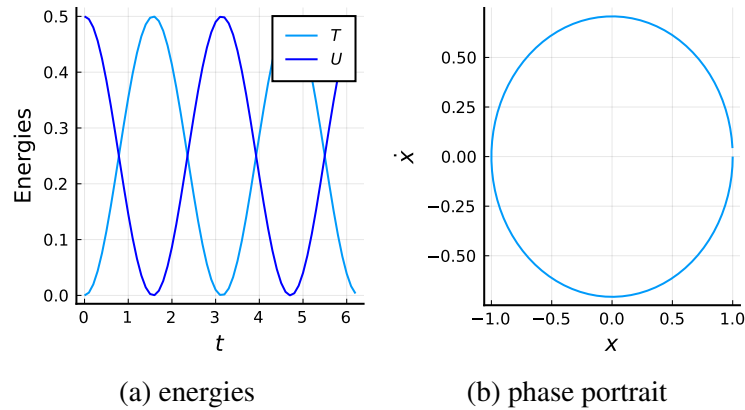 0.5
0.4
0.3
0.2
0.1
0.0
Energies
0 1 2 3 4 5 6
t
T
U
0.50
0.25
0.00
−0.25
−0.50
ẋ
−1.0 −0.5 0.0 0.5 1.0
x
(a) energies
(b) phase portrait